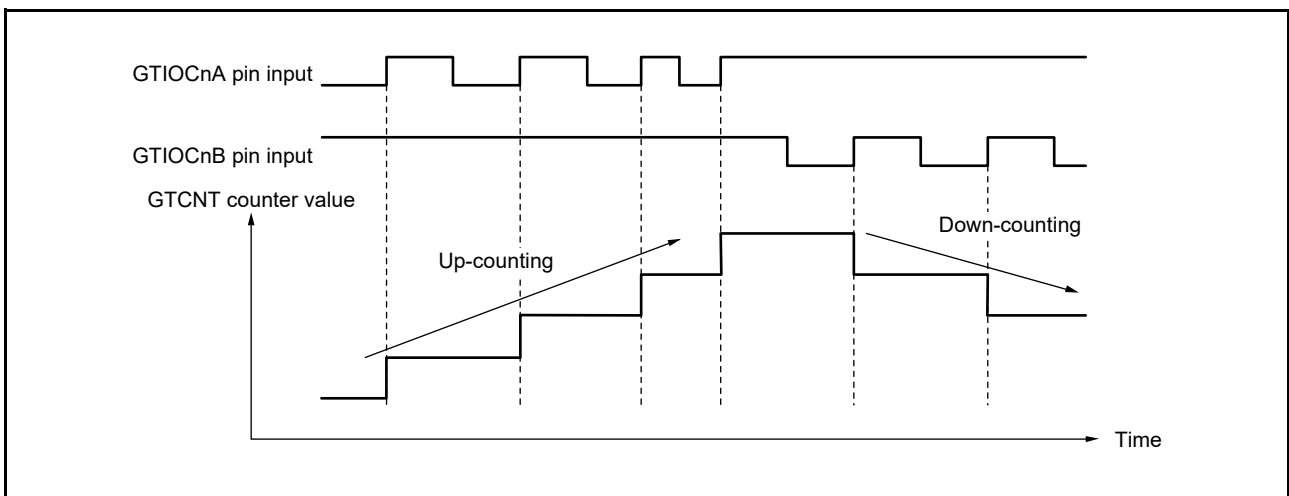 GTIOCnA pin input
GTIOCnB pin input
GTCNT counter value
Down-counting
Up-counting
Time